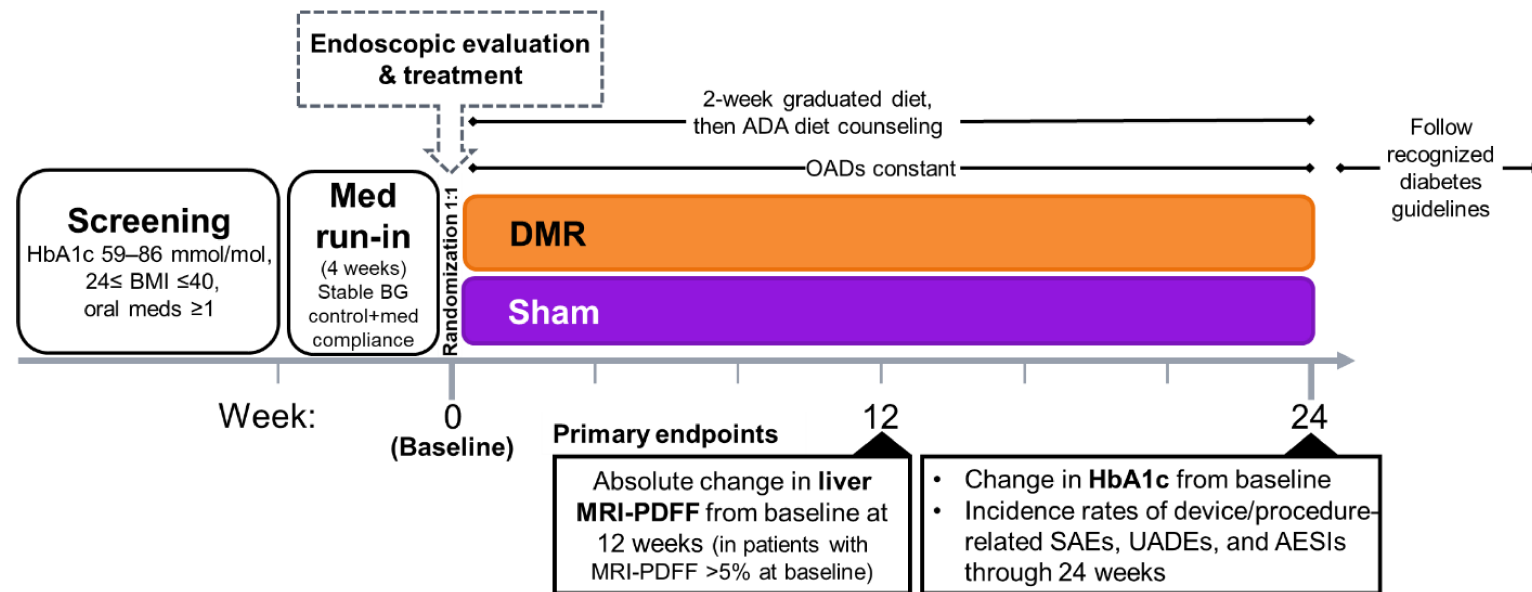 Endoscopic evaluation
& treatment
2-week graduated diet,
then ADA diet counseling
OADs constant
Follow
recognized
diabetes
guidelines
Screening
HbA1c 59–86 mmol/mol,
24≤ BMI ≤40,
oral meds ≥1
Med
run-in
(4 weeks)
Stable BG
control+med
compliance
Randomization 1:1
DMR
Sham
Week:
0
(Baseline)
12
24
Primary endpoints
Absolute change in liver
MRI-PDFF from baseline at
12 weeks (in patients with
MRI-PDFF >5% at baseline)
• Change in HbA1c from baseline
• Incidence rates of device/procedure-
related SAEs, UADEs, and AESIs
through 24 weeks